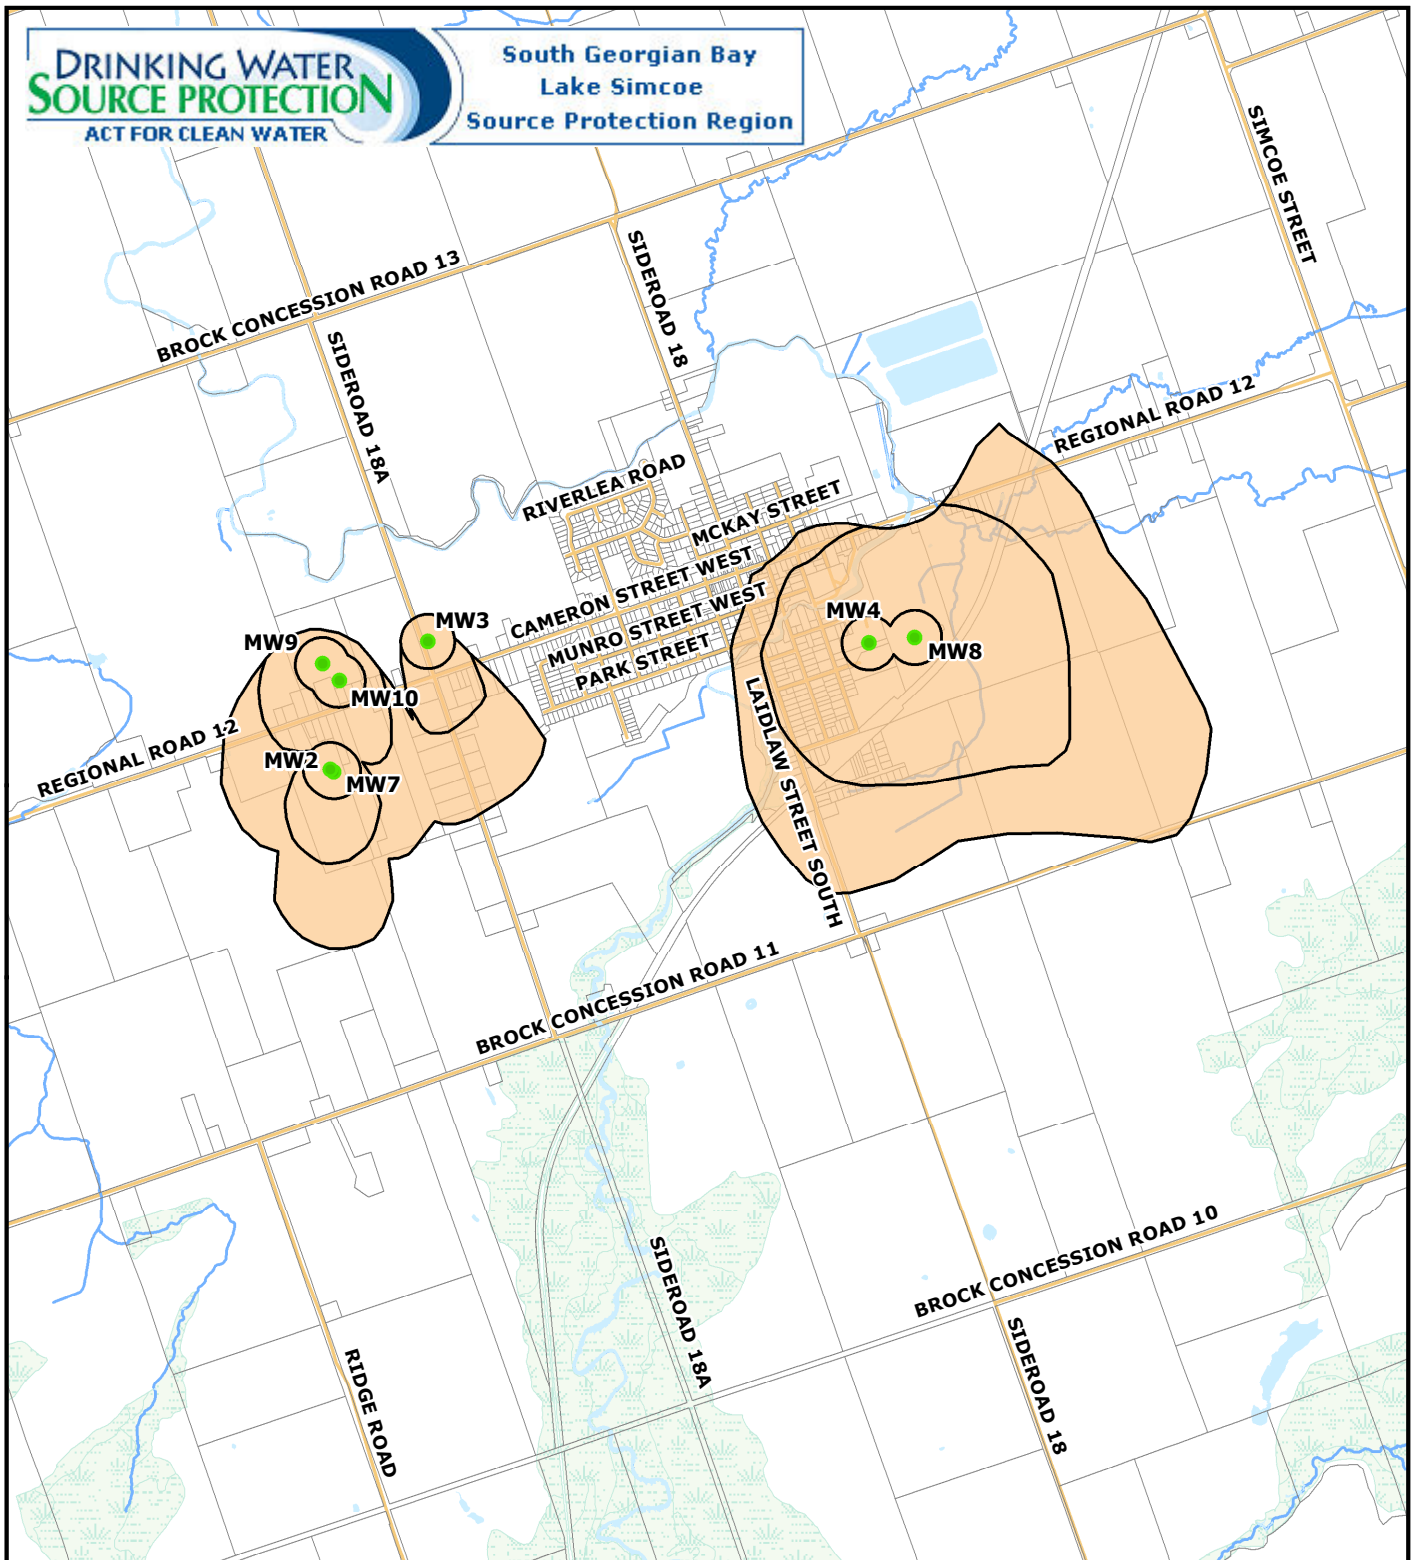 DRINKING WATER
SOURCE PROTECTION
ACT FOR CLEAN WATER
South Georgian Bay
Lake Simcoe
Source Protection Region
SIMCOE STREET
BROCK CONCESSION ROAD 13
SIDEROAD 18
SIDEROAD 18A
REGIONAL ROAD 12
RIVERLEA ROAD
MCKAY STREET
CAMERON STREET WEST
MUNRO STREET WEST
PARK STREET
MW9
MW3
MW10
MW4
MW8
REGIONAL ROAD 12
MW2
MW7
LAIDLAW STREET SOUTH
BROCK CONCESSION ROAD 11
BROCK CONCESSION ROAD 10
SIDEROAD 18A
RIDGE ROAD
SIDEROAD 18